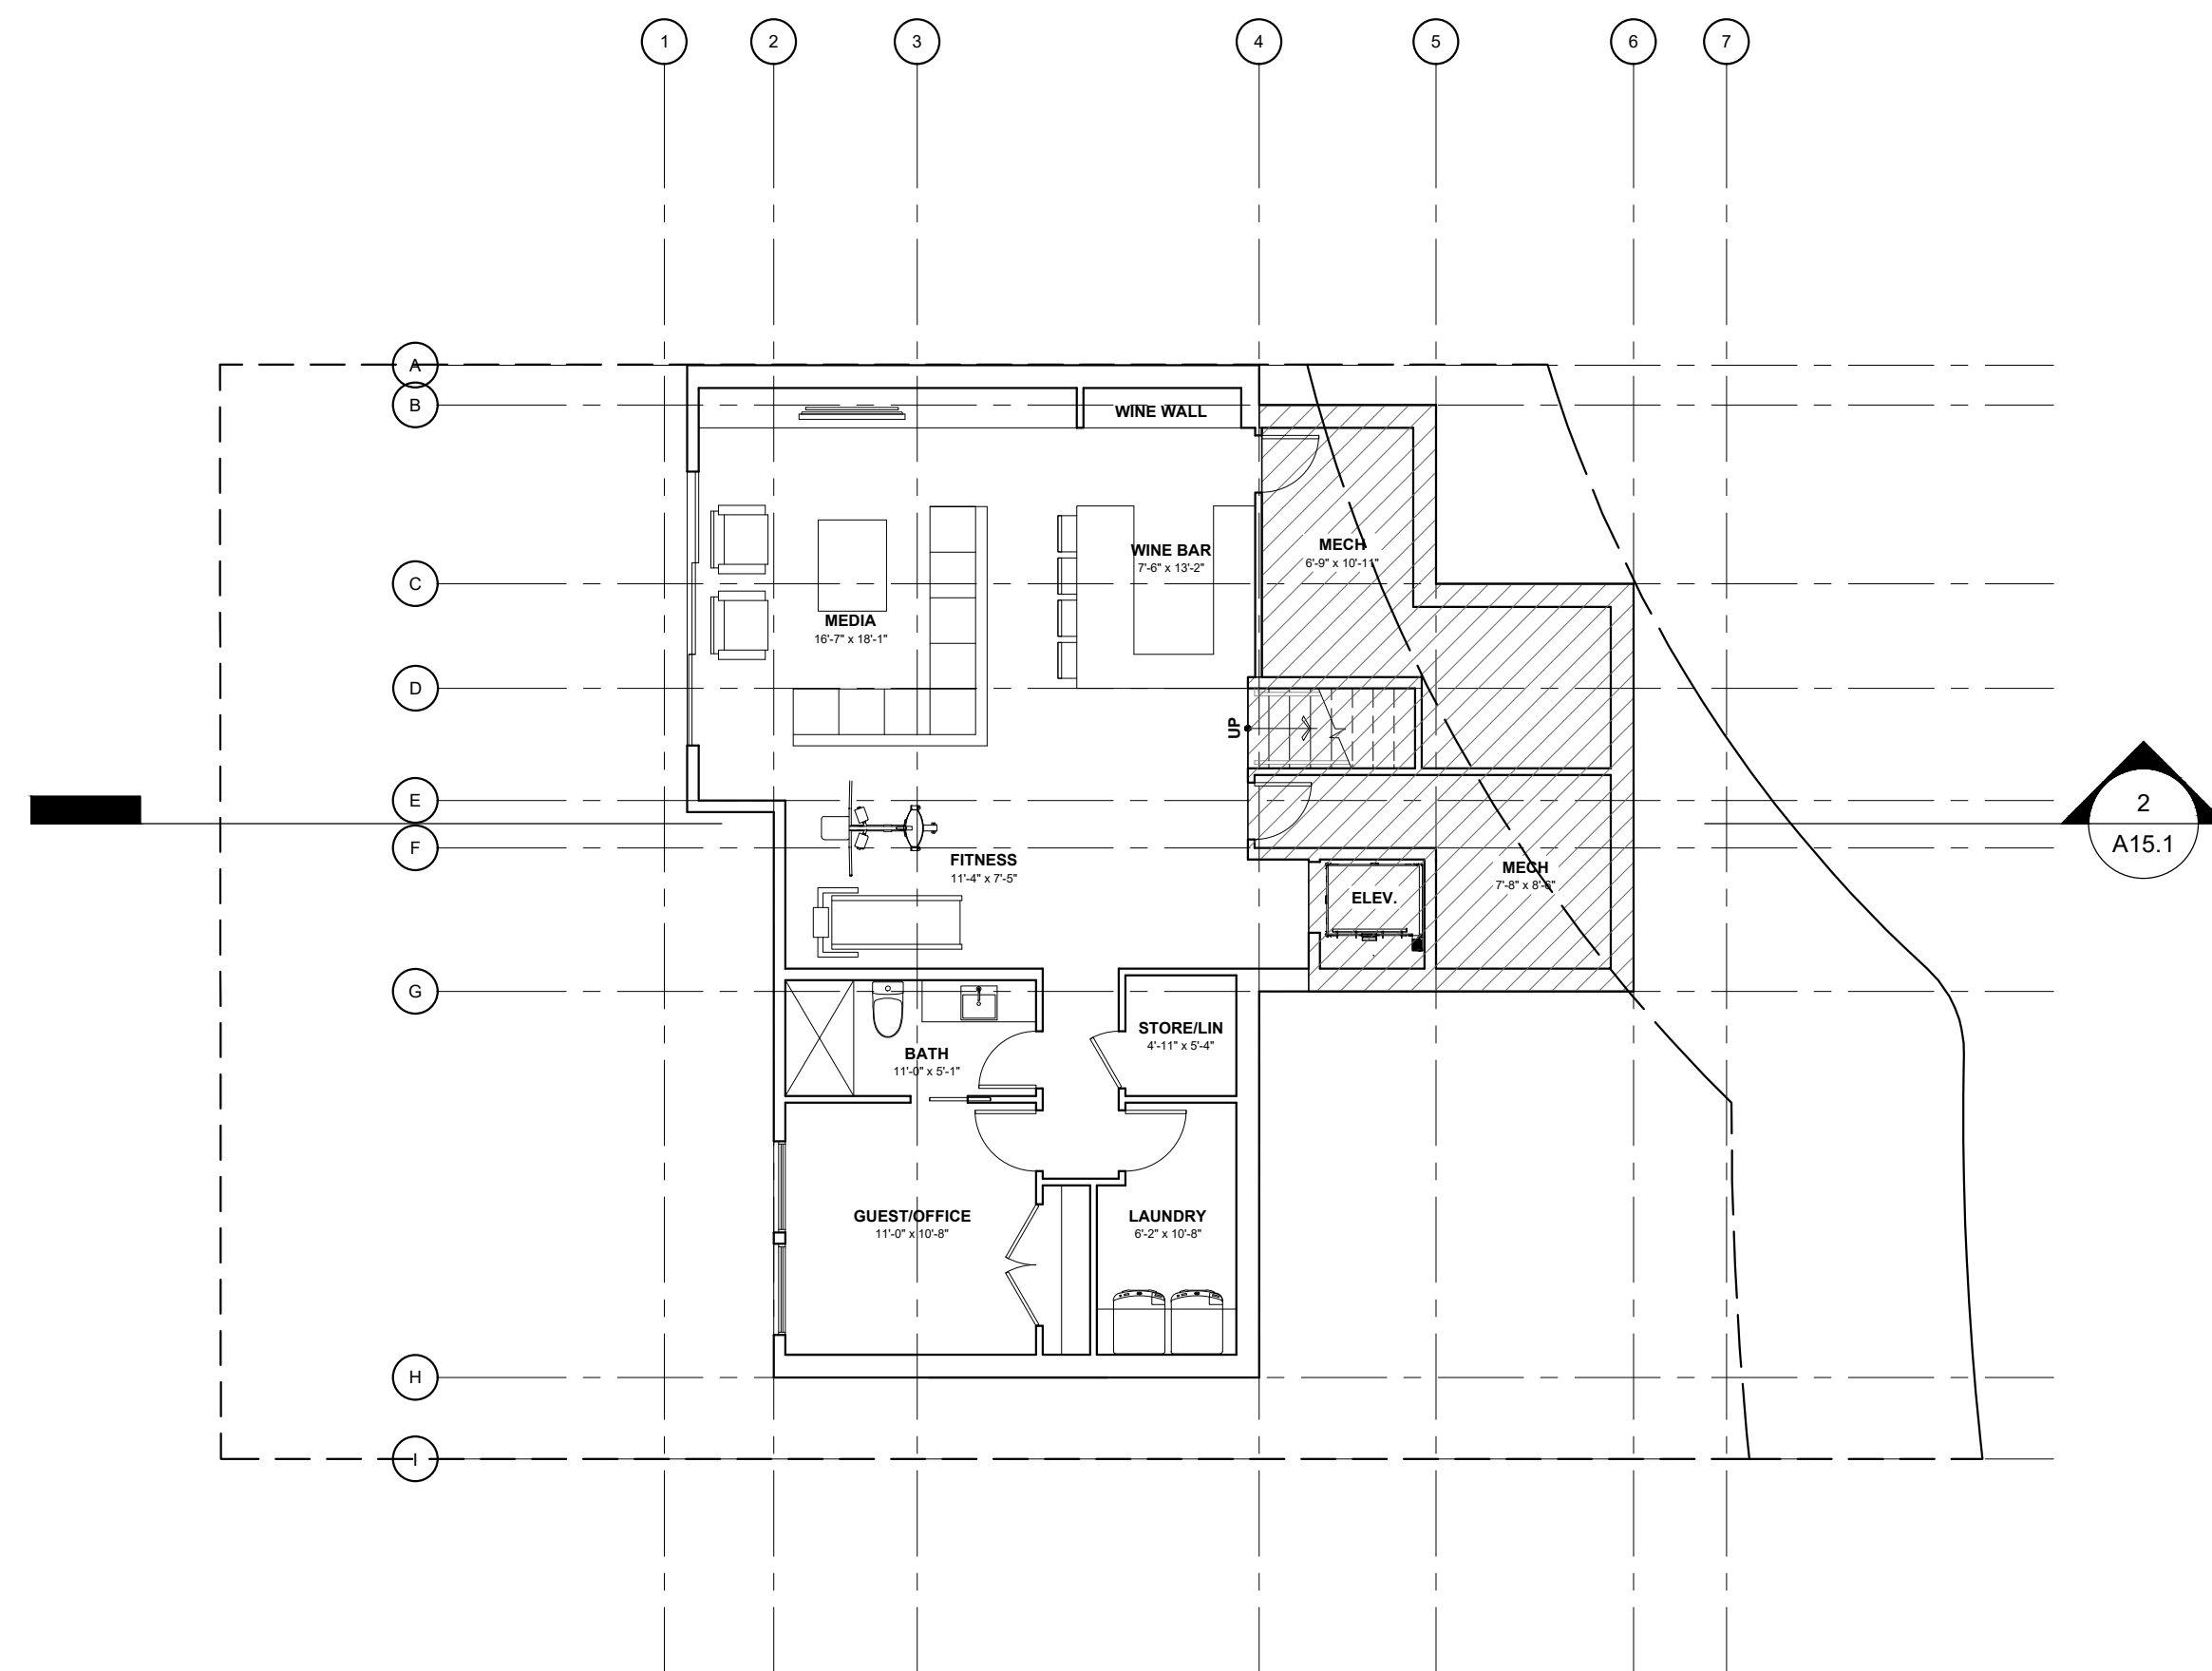 1 2 3 4 5 6 7
A
B
WINE WALL
C
WINE BAR
7'-6" x 13'-2"
MECH
6'-9" x 10'-11"
MEDIA
16'-7" x 18'-1"
D
UP
E
F
2
A15.1
FITNESS
11'-4" x 7'-5"
MECH
7'-8" x 8'-6"
ELEV.
G
STORE/LIN
4'-11" x 5'-4"
BATH
11'-0" x 5'-1"
GUEST/OFFICE
11'-0" x 10'-8"
LAUNDRY
6'-2" x 10'-8"
H
I